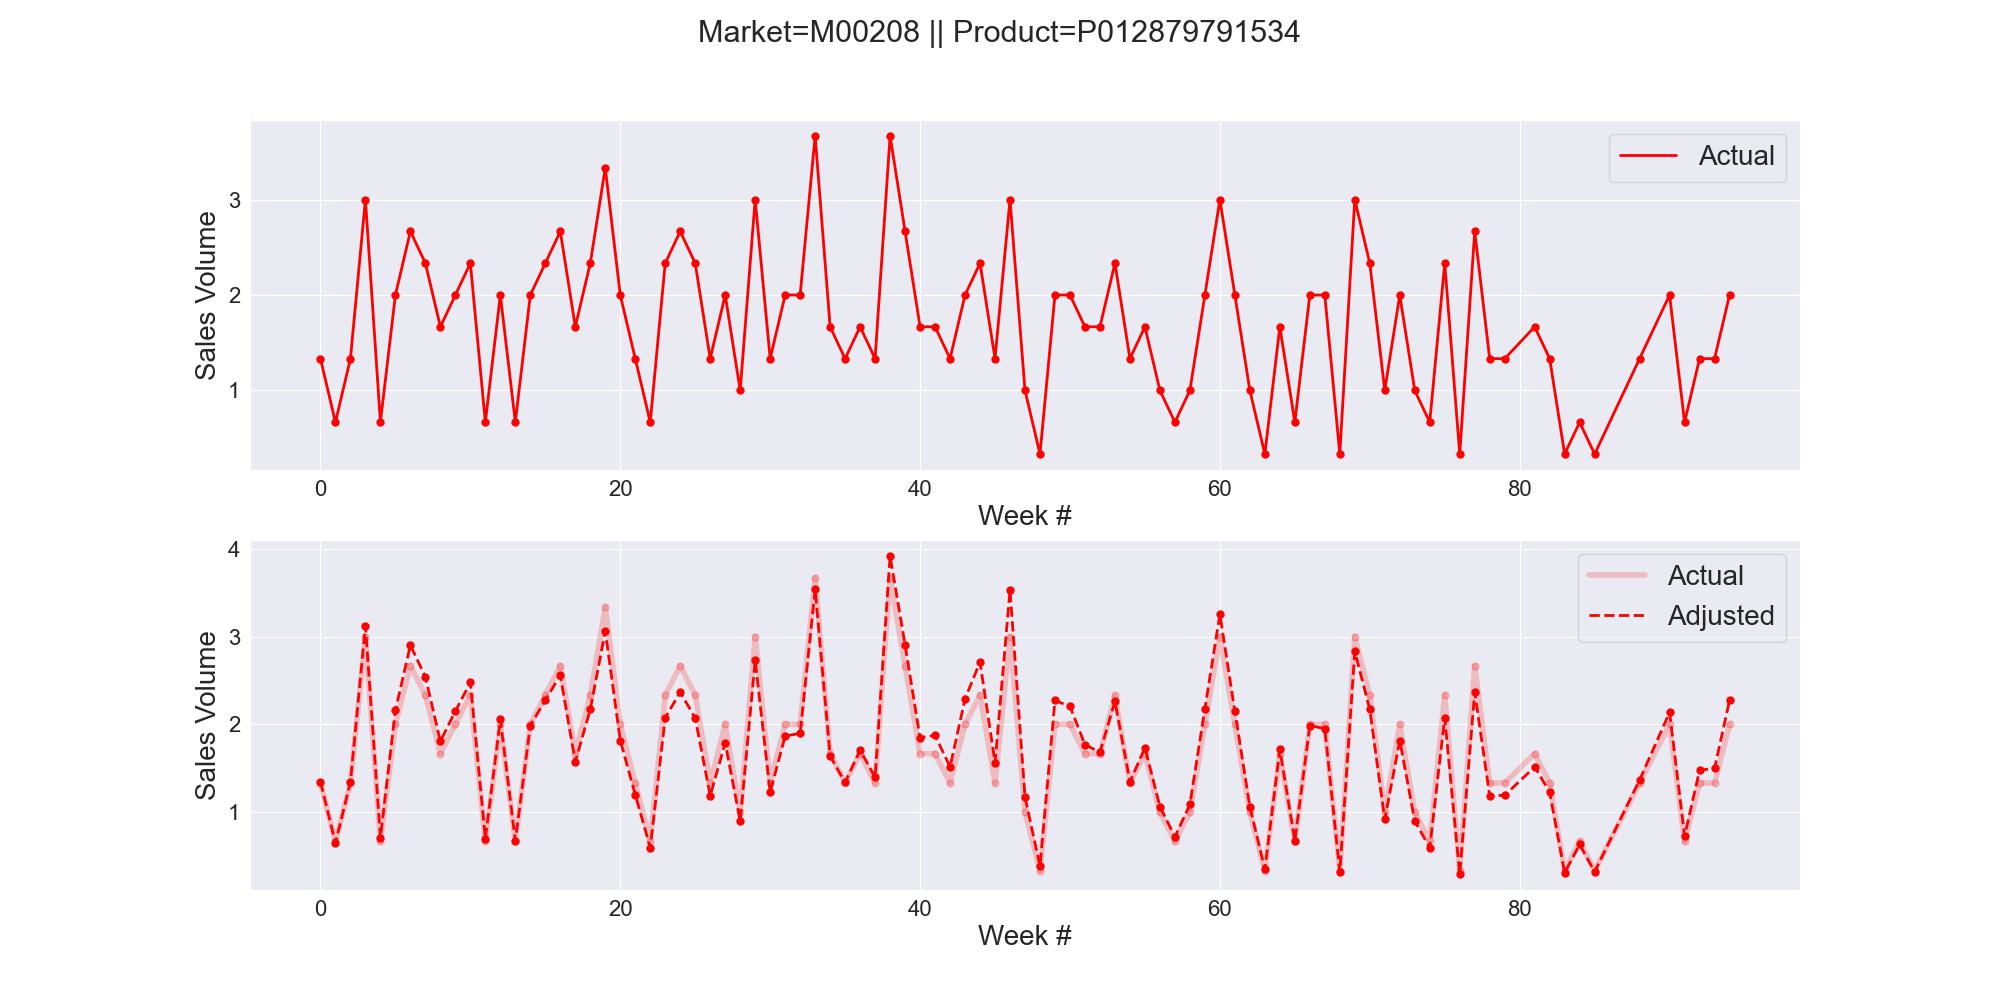 Market=M00208 || Product=P012879791534
Actual
3
2
1
Sales Volume
0 20 40 60 80
Week #
4
3
2
1
Actual
Adjusted
Sales Volume
0 20 40 60 80
Week #